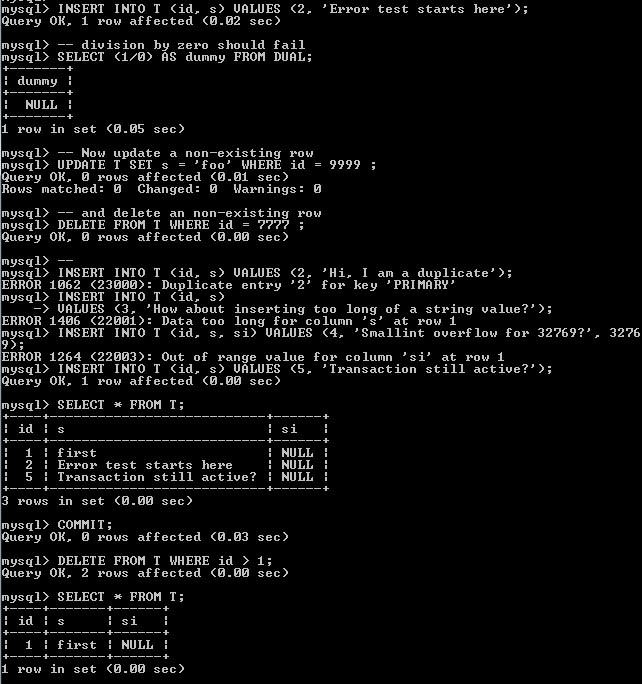 mysql> INSERT INTO T (id, s) VALUES (2, 'Error test starts here');
Query OK, 1 row affected (0.02 sec)
mysql> -- division by zero should fail
mysql> SELECT (1/0) AS dummy FROM DUAL;
+-------+
| dummy |
+-------+
|  NULL |
+-------+
1 row in set (0.05 sec)
mysql> -- Now update a non-existing row
mysql> UPDATE T SET s = 'foo' WHERE id = 9999 ;
Query OK, 0 rows affected (0.01 sec)
Rows matched: 0  Changed: 0  Warnings: 0
mysql> -- and delete an non-existing row
mysql> DELETE FROM T WHERE id = 7777 ;
Query OK, 0 rows affected (0.00 sec)
mysql> --
mysql> INSERT INTO T (id, s) VALUES (2, 'Hi, I am a duplicate');
ERROR 1062 (23000): Duplicate entry '2' for key 'PRIMARY'
mysql> INSERT INTO T (id, s)
    -> VALUES (3, 'How about inserting too long of a string value?');
ERROR 1406 (22001): Data too long for column 's' at row 1
mysql> INSERT INTO T (id, s, si) VALUES (4, 'Smallint overflow for 32769?', 3276
9);
ERROR 1264 (22003): Out of range value for column 'si' at row 1
mysql> INSERT INTO T (id, s) VALUES (5, 'Transaction still active?');
Query OK, 1 row affected (0.00 sec)
mysql> SELECT * FROM T;
+----+---------------------------+------+
| id | s                         | si   |
+----+---------------------------+------+
|  1 | first                     | NULL |
|  2 | Error test starts here    | NULL |
|  5 | Transaction still active? | NULL |
+----+---------------------------+------+
3 rows in set (0.00 sec)
mysql> COMMIT;
Query OK, 0 rows affected (0.03 sec)
mysql> DELETE FROM T WHERE id > 1;
Query OK, 2 rows affected (0.00 sec)
mysql> SELECT * FROM T;
+----+-------+------+
| id | s     | si   |
+----+-------+------+
|  1 | first | NULL |
+----+-------+------+
1 row in set (0.00 sec)